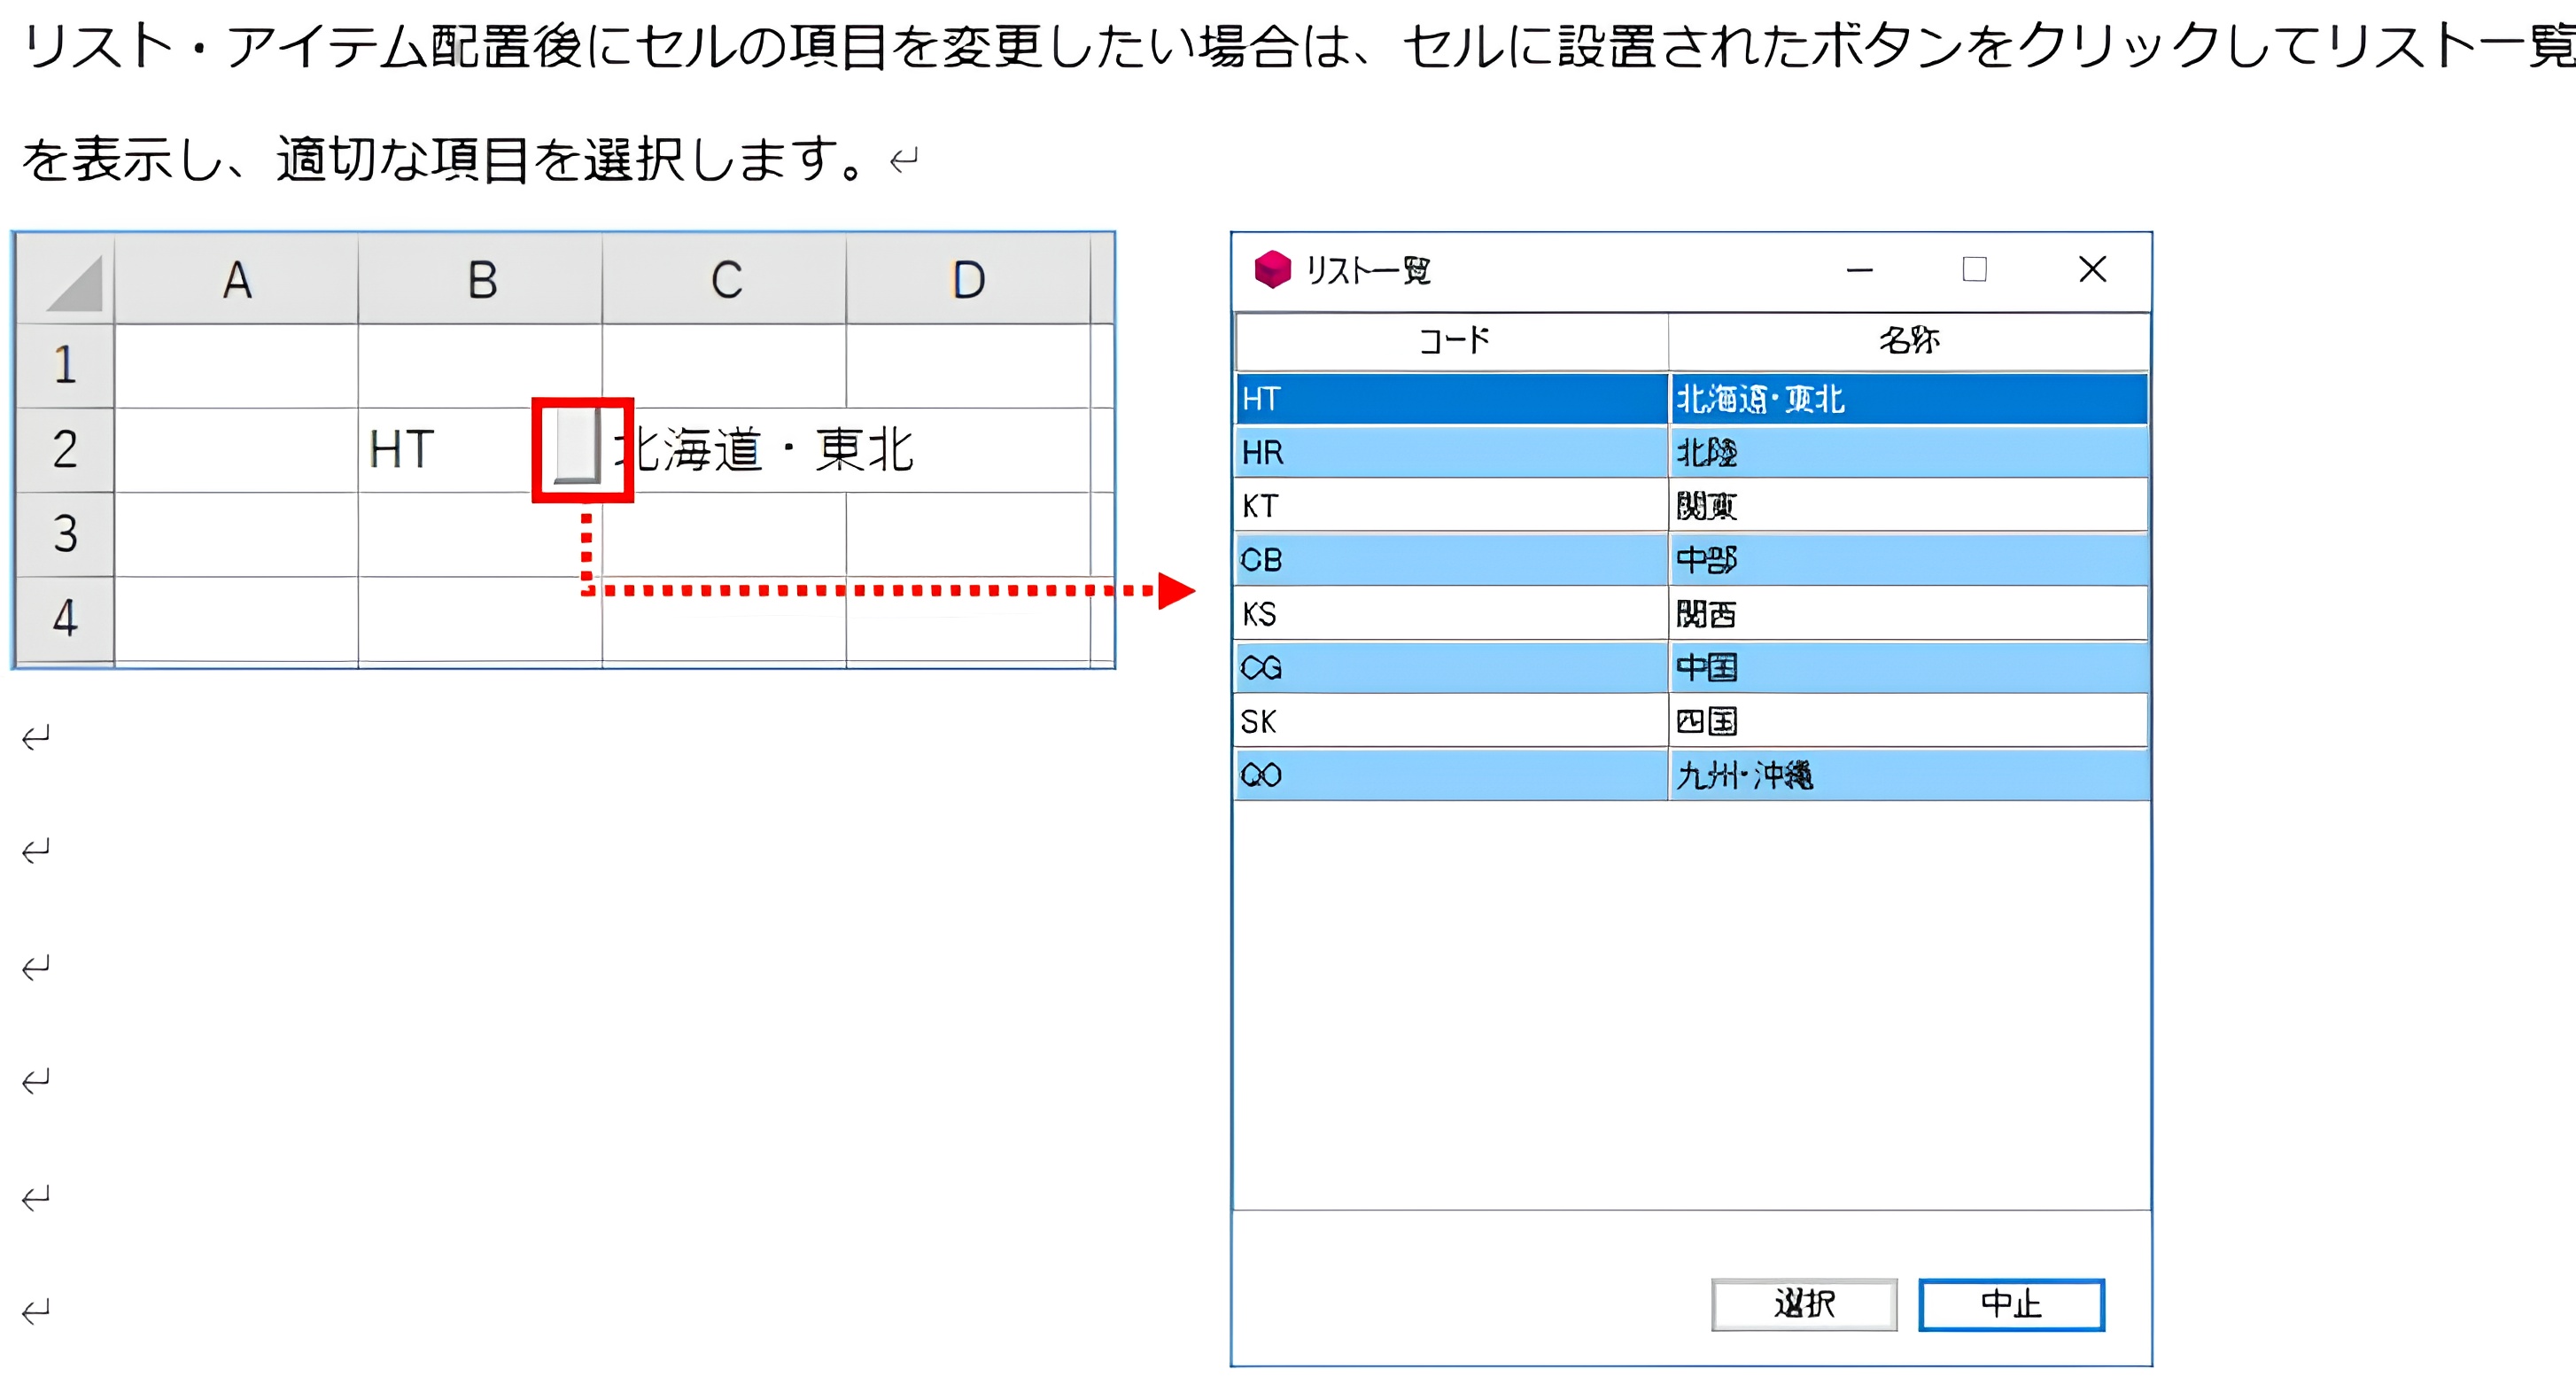 リスト・アイテム配置後にセルの項目を変更したい場合は、セルに設置されたボタンをクリックしてリスト一覧
を表示し、適切な項目を選択します。
A B C D
1
2 HT 北海道・東北
3
4
リスト一覧
コード 名称
HT 北海道・東北
HR 北陸
KT 関東
CB 中部
KS 関西
CG 中国
SK 四国
QO 九州・沖縄
選択 中止